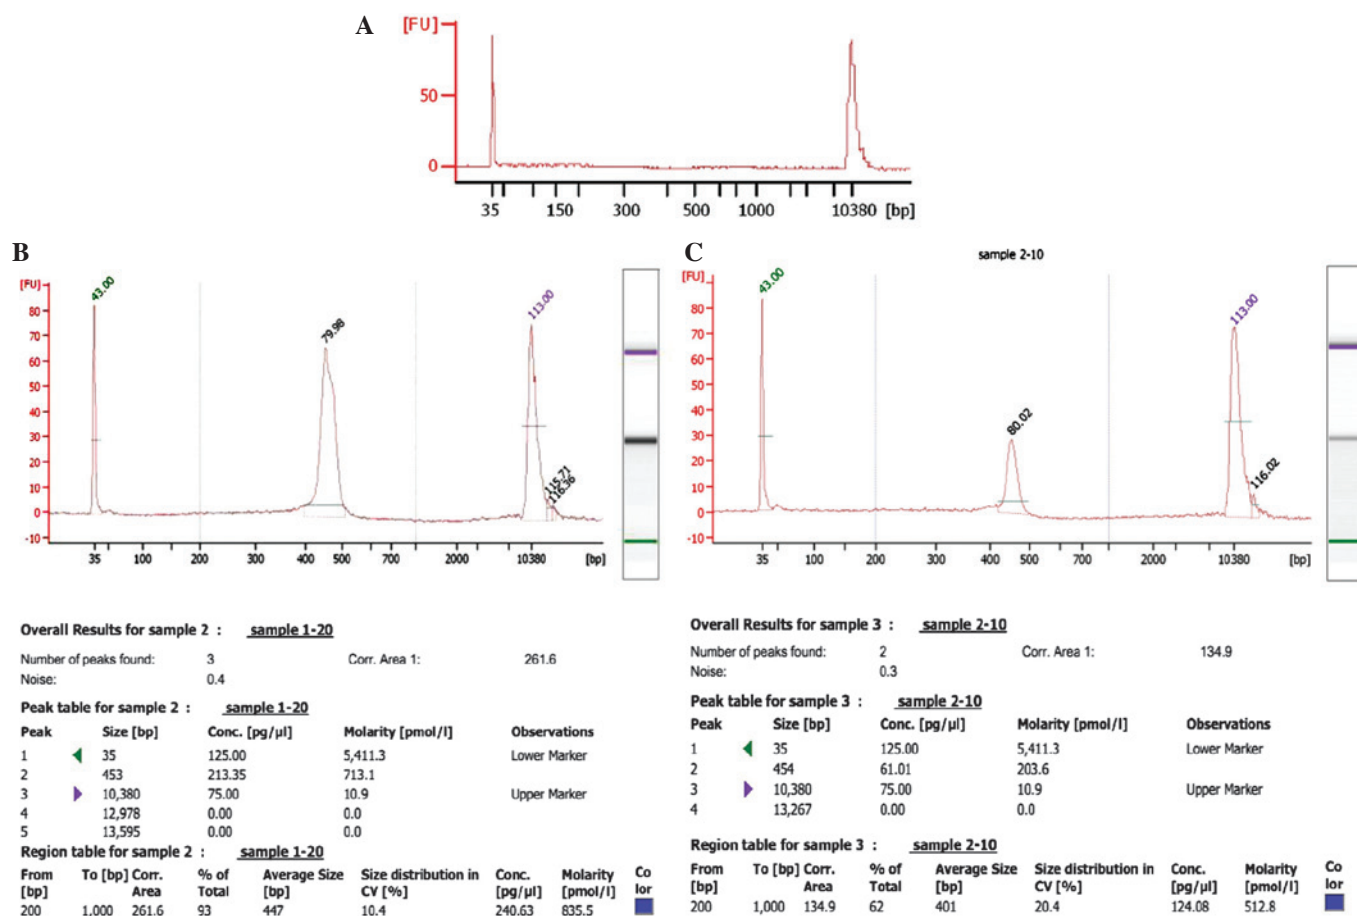 A
[FU]
50
0
35 150 300 500 1000 10380 [bp]
B
[FU]
80
70
60
50
40
30
20
10
0
-10
43.00
79.98
113.00
115.71
116.36
35 100 200 300 400 500 700 2000 10380 [bp]
Overall Results for sample 2 : sample 1-20
Number of peaks found: 3 Corr. Area 1: 261.6
Noise: 0.4
Peak table for sample 2 : sample 1-20
Peak Size [bp] Conc. [pg/µl] Molarity [pmol/l] Observations
1 35 125.00 5,411.3 Lower Marker
2 453 213.35 713.1
3 10,380 75.00 10.9 Upper Marker
4 12,978 0.00 0.0
5 13,595 0.00 0.0
Region table for sample 2 : sample 1-20
From To [bp] Corr. % of Average Size Size distribution in Conc. Molarity Co
[bp] Area Total [bp] CV [%] [pg/µl] [pmol/l] lor
200 1,000 261.6 93 447 10.4 240.63 835.5
C
sample 2-10
[FU]
80
70
60
50
40
30
20
10
0
-10
43.00
80.02
113.00
116.02
35 100 200 300 400 500 700 2000 10380 [bp]
Overall Results for sample 3 : sample 2-10
Number of peaks found: 2 Corr. Area 1: 134.9
Noise: 0.3
Peak table for sample 3 : sample 2-10
Peak Size [bp] Conc. [pg/µl] Molarity [pmol/l] Observations
1 35 125.00 5,411.3 Lower Marker
2 454 61.01 203.6
3 10,380 75.00 10.9 Upper Marker
4 13,267 0.00 0.0
Region table for sample 3 : sample 2-10
From To [bp] Corr. % of Average Size Size distribution in Conc. Molarity Co
[bp] Area Total [bp] CV [%] [pg/µl] [pmol/l] lor
200 1,000 134.9 62 401 20.4 124.08 512.8